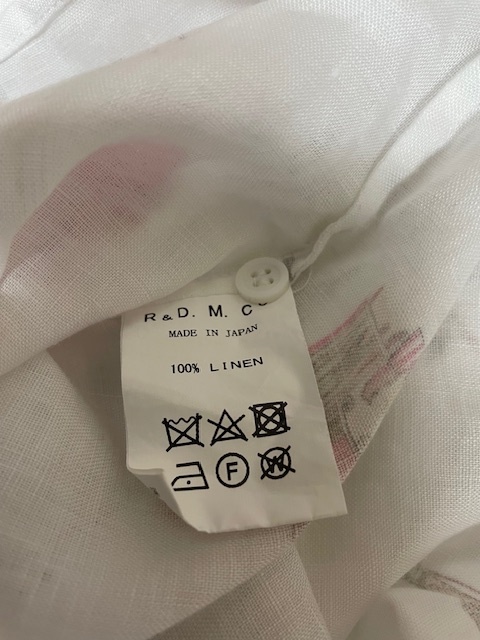 R & D. M. Co
MADE IN JAPAN
100% LINEN
F
W